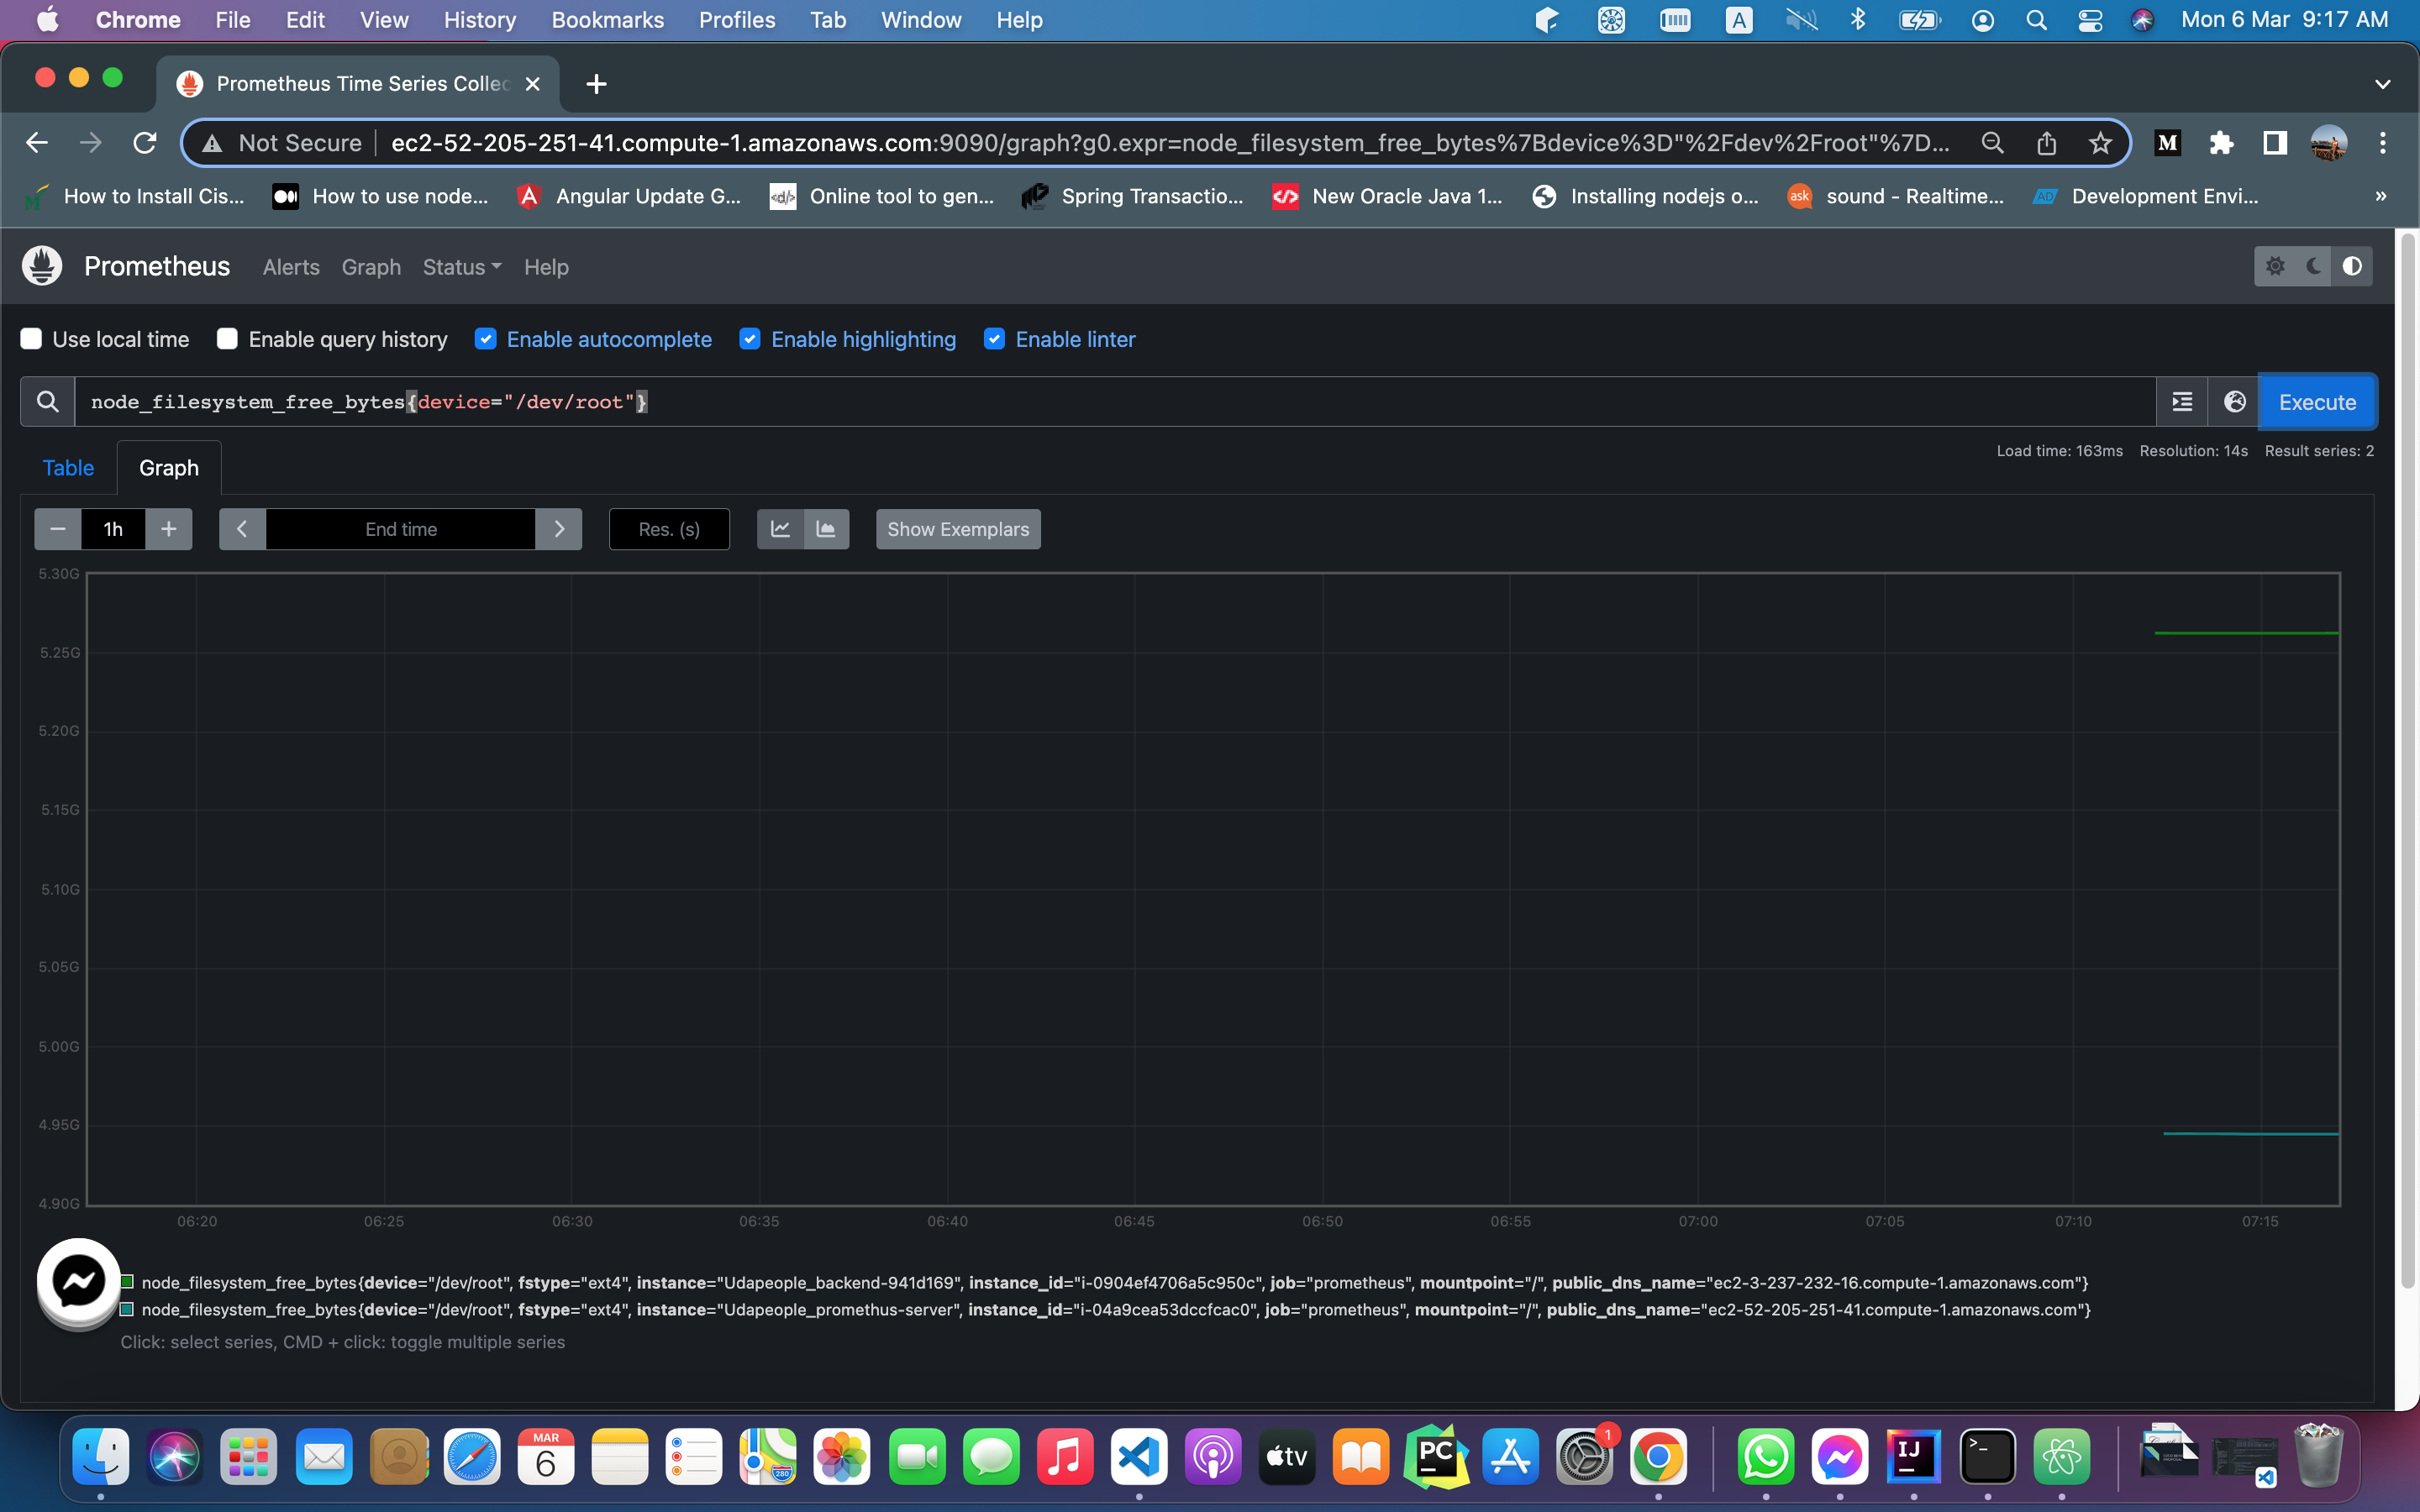 Chrome File Edit View History Bookmarks Profiles Tab Window Help A Mon 6 Mar 9:17 AM
Prometheus Time Series Collec
Not Secure ec2-52-205-251-41.compute-1.amazonaws.com:9090/graph?g0.expr=node_filesystem_free_bytes%7Bdevice%3D"%2Fdev%2Froot"%7D... M
How to Install Cis... How to use node... Angular Update G... Online tool to gen... Spring Transactio... New Oracle Java 1... Installing nodejs o... ask sound - Realtime... AD Development Envi... »
Prometheus Alerts Graph Status Help
Use local time Enable query history Enable autocomplete Enable highlighting Enable linter
node_filesystem_free_bytes{device="/dev/root"} Execute
Table Graph Load time: 163ms Resolution: 14s Result series: 2
− 1h + End time Res. (s) Show Exemplars
5.30G
5.25G
5.20G
5.15G
5.10G
5.05G
5.00G
4.95G
4.90G
06:20 06:25 06:30 06:35 06:40 06:45 06:50 06:55 07:00 07:05 07:10 07:15
node_filesystem_free_bytes{device="/dev/root", fstype="ext4", instance="Udapeople_backend-941d169", instance_id="i-0904ef4706a5c950c", job="prometheus", mountpoint="/", public_dns_name="ec2-3-237-232-16.compute-1.amazonaws.com"}
node_filesystem_free_bytes{device="/dev/root", fstype="ext4", instance="Udapeople_promethus-server", instance_id="i-04a9cea53dccfcac0", job="prometheus", mountpoint="/", public_dns_name="ec2-52-205-251-41.compute-1.amazonaws.com"}
Click: select series, CMD + click: toggle multiple series
MAR 6 280 tv PC 1 IJ >_